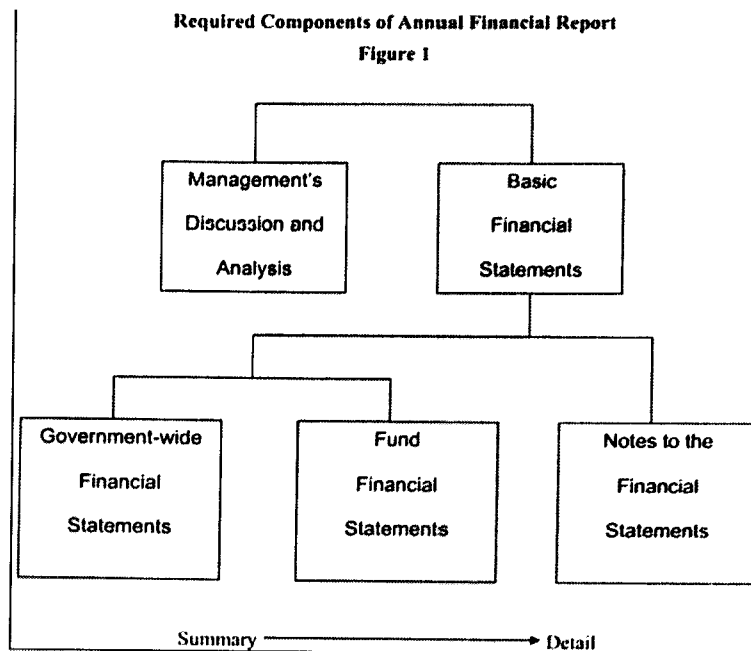 Required Components of Annual Financial Report
Figure 1
Management's
Discussion and
Analysis
Basic
Financial
Statements
Government-wide
Financial
Statements
Fund
Financial
Statements
Notes to the
Financial
Statements
Summary
Detail